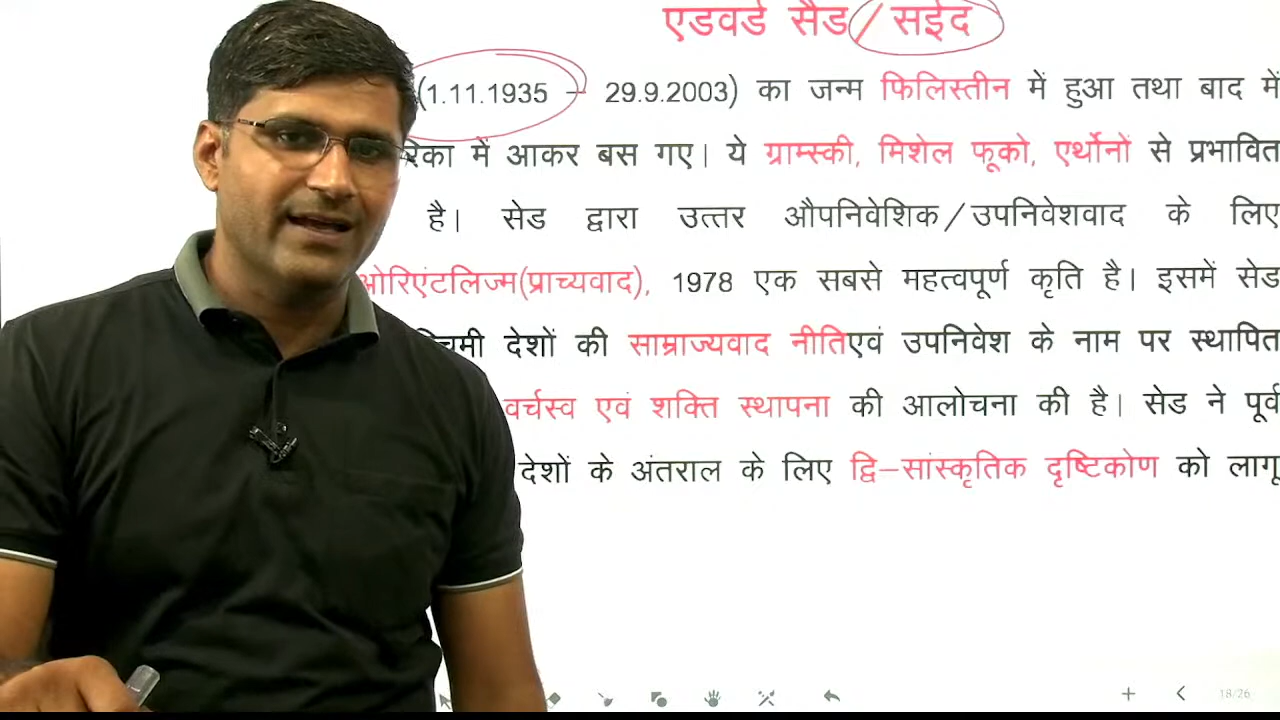 एडवर्ड सैड/सईद
(1.11.1935 – 29.9.2003) का जन्म फिलिस्तीन में हुआ तथा बाद में
रिका में आकर बस गए। ये ग्राम्स्की, मिशेल फूको, एर्थोनों से प्रभावित
है। सेड द्वारा उत्तर औपनिवेशिक/उपनिवेशवाद के लिए
ओरिएंटलिज्म(प्राच्यवाद), 1978 एक सबसे महत्वपूर्ण कृति है। इसमें सेड
चिमी देशों की साम्राज्यवाद नीतिएवं उपनिवेश के नाम पर स्थापित
वर्चस्व एवं शक्ति स्थापना की आलोचना की है। सेड ने पूर्व
देशों के अंतराल के लिए द्वि–सांस्कृतिक दृष्टिकोण को लागू
18/26